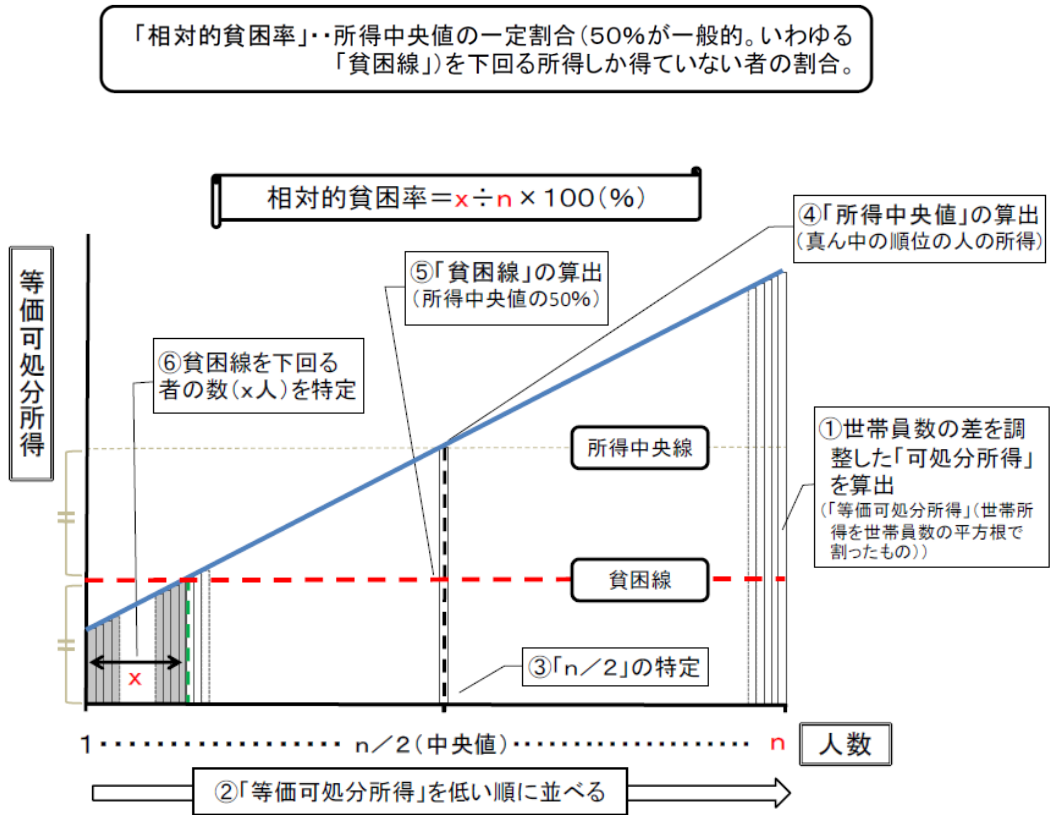 「相対的貧困率」・・所得中央値の一定割合(50%が一般的。いわゆる
「貧困線」)を下回る所得しか得ていない者の割合。
相対的貧困率=x÷n×100(%)
④「所得中央値」の算出
(真ん中の順位の人の所得)
⑤「貧困線」の算出
(所得中央値の50%)
等価可処分所得
⑥貧困線を下回る
者の数(x人)を特定
所得中央線
①世帯員数の差を調
整した「可処分所得」
を算出
(「等価可処分所得」(世帯所
得を世帯員数の平方根で
割ったもの))
貧困線
x
③「n/2」の特定
1・・・・・・・・・・・・・・・・ n/2(中央値)・・・・・・・・・・・・・・・・・・ n
人数
②「等価可処分所得」を低い順に並べる